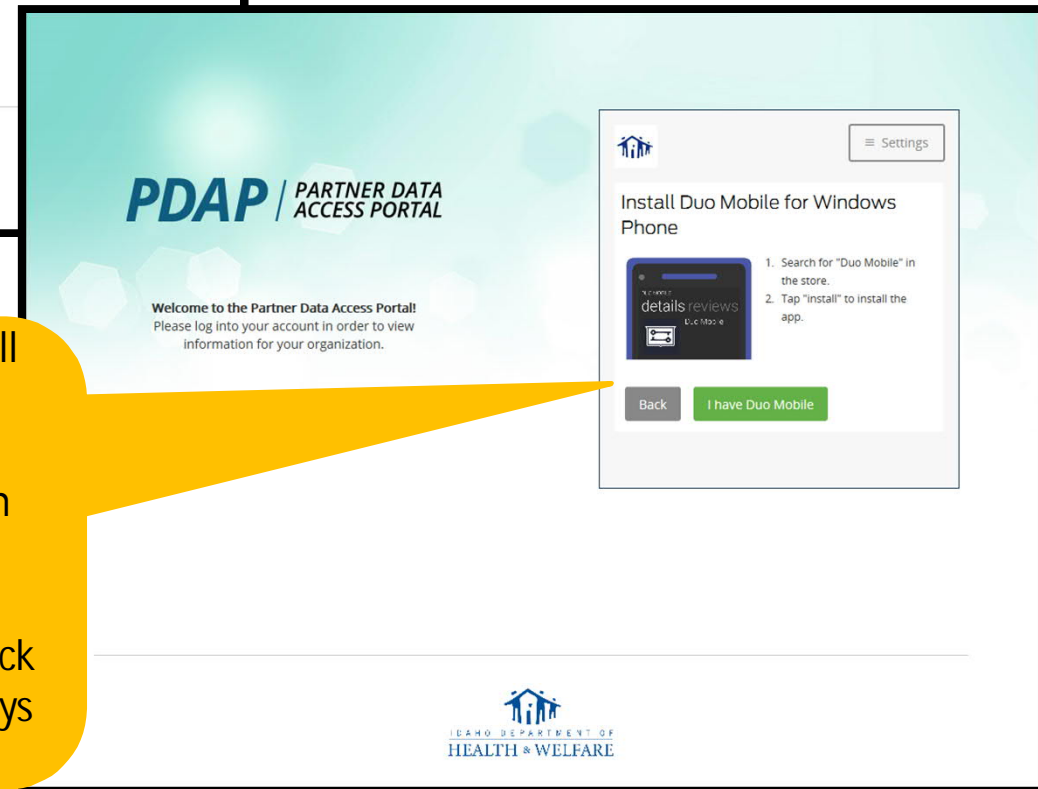 PDAP | PARTNER DATA
ACCESS PORTAL
Welcome to the Partner Data Access Portal!
Please log into your account in order to view
information for your organization.
≡ Settings
Install Duo Mobile for Windows
Phone
DUO MOBILE
details reviews
Duo Mobile
1. Search for "Duo Mobile" in
the store.
2. Tap "install" to install the
app.
Back
I have Duo Mobile
IDAHO DEPARTMENT OF
HEALTH & WELFARE